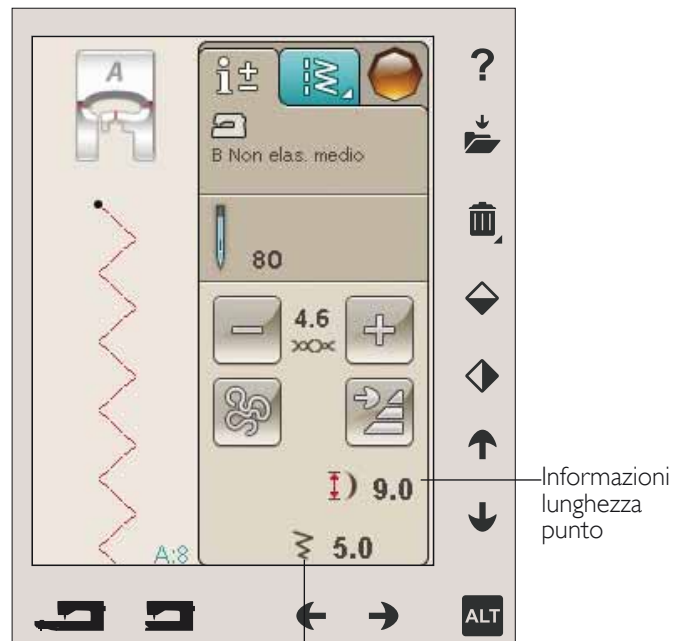 A
?
i±
B Non elas. medio
80
4.6
9.0
Informazioni
lunghezza
punto
A:8
5.0
ALT